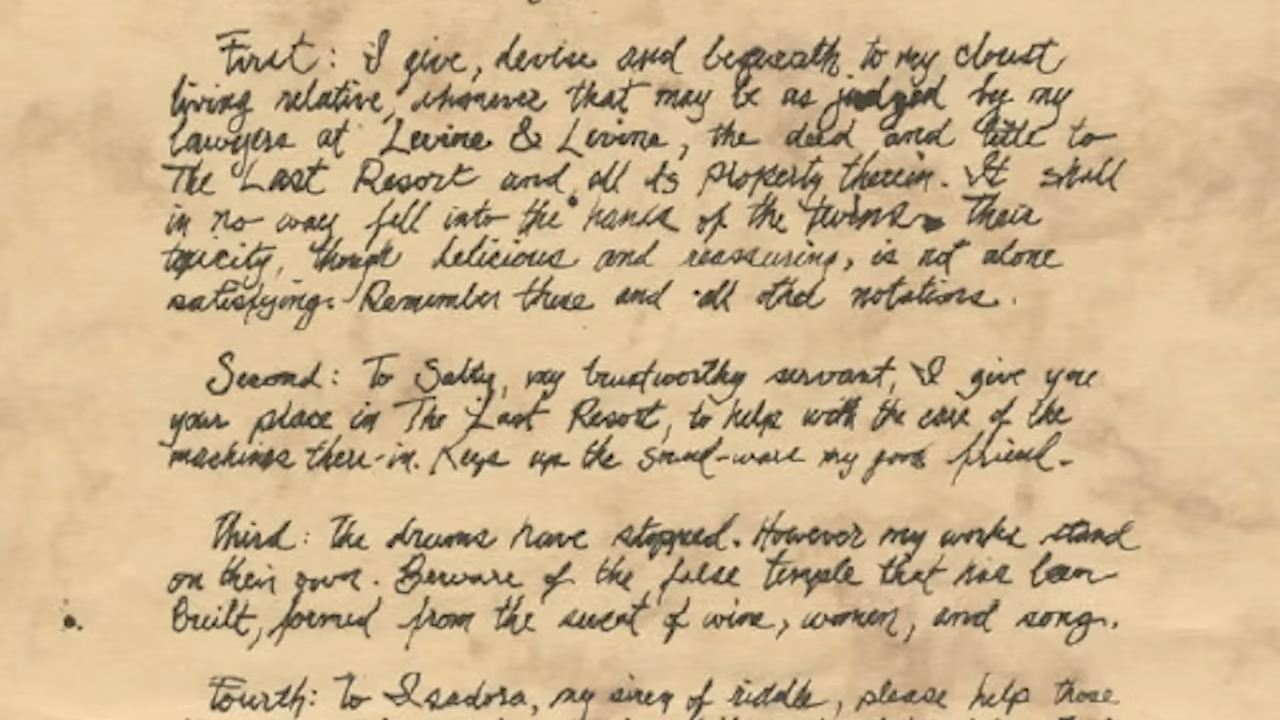 First: I give, devise and bequeath to my closest
living relative, whomever that may be as judged by my
lawyers at Levine & Levine, the deed and title to
The Last Resort and all its property therein. It shall
in no way fall into the hands of the twins. Their
toxicity, though delicious and reassuring, is not alone
satisfying. Remember these and all other notations.
Second: To Salty, my trustworthy servant, I give you
your place in The Last Resort, to help with the care of the
machines there-in. Keep up the good friend.
Third: The drums have stopped. However my works stand
on their own. Beware of the false temple that has been
built, formed from the sweat of wine, women, and song.
Fourth: To Isadora, my siren of riddle, please help those